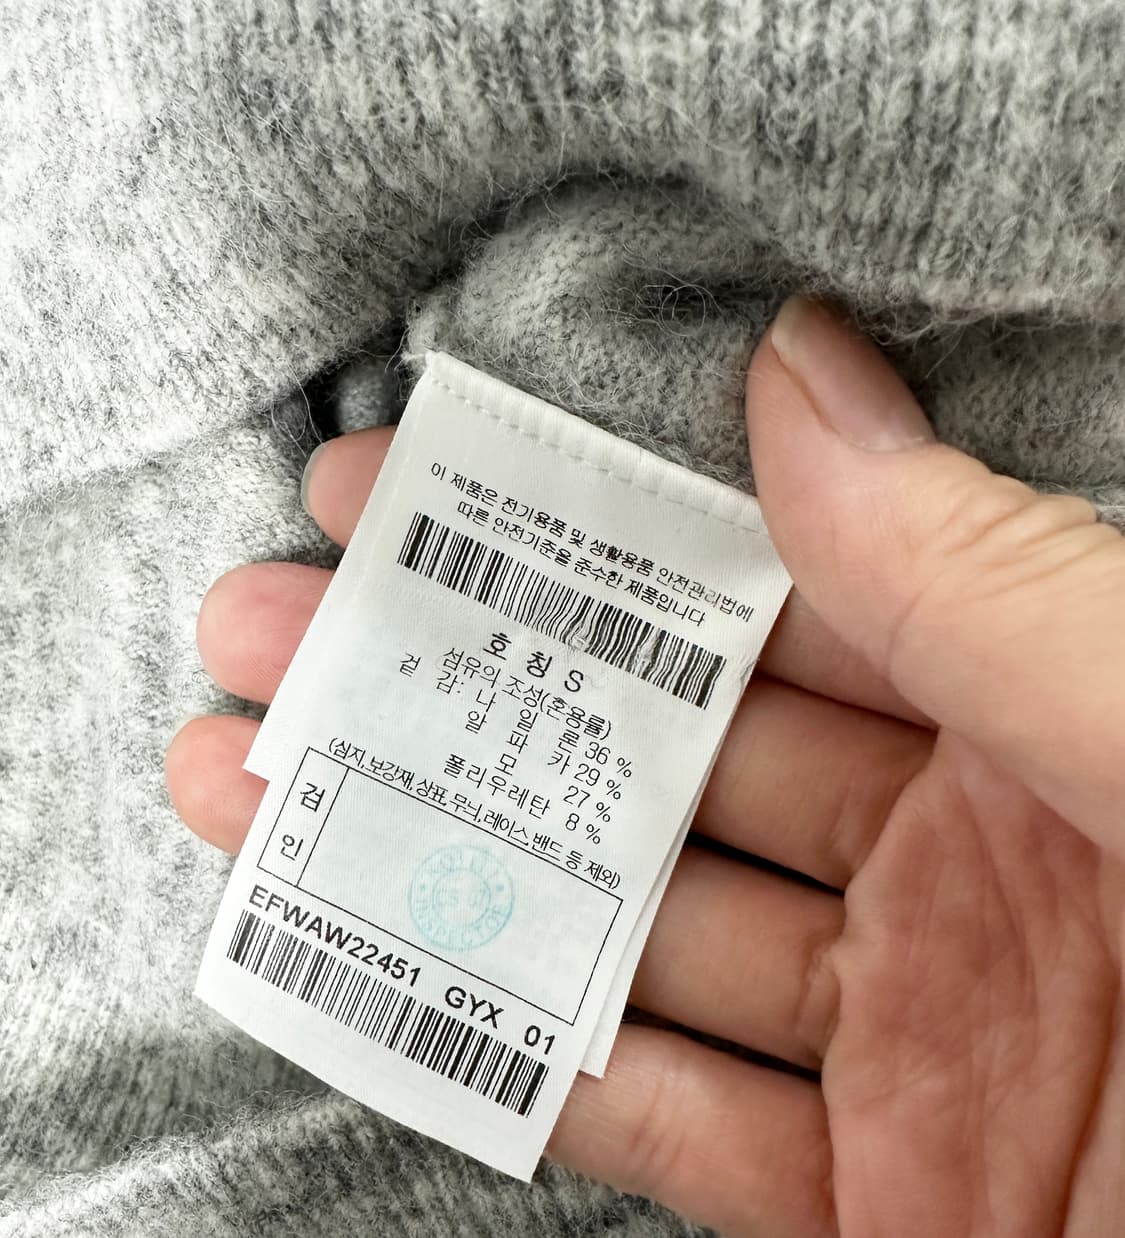 이 제품은 전기용품 및 생활용품 안전관리법에
따른 안전기준을 준수한 제품입니다
호 칭 S
섬유의 조성(혼용률)
겉 감: 나 일 론 36 %
알 파 카 29 %
모 27 %
폴리우레탄 8 %
(심지,보강재,상표,무늬,레이스,밴드 등 제외)
검
인
INSPECTOR
EFWAW22451 GYX 01